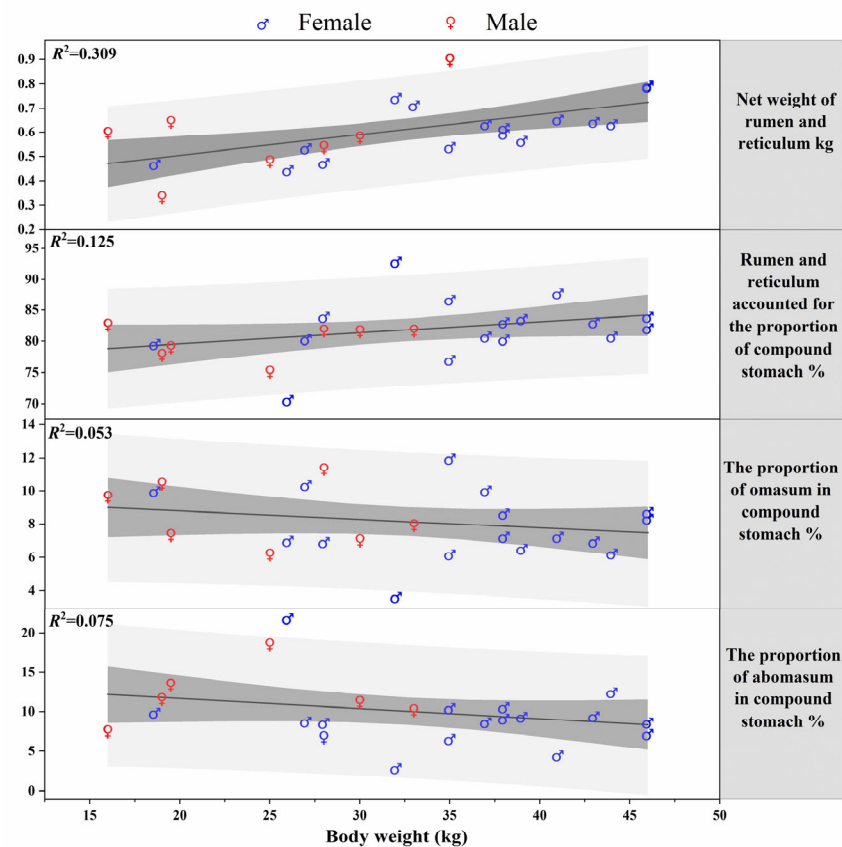 ♂ Female ♀ Male
R²=0.309
0.9
0.8
0.7
0.6
0.5
0.4
0.3
0.2
Net weight of
rumen and
reticulum kg
R²=0.125
95
90
85
80
75
70
Rumen and
reticulum
accounted for
the proportion
of compound
stomach %
R²=0.053
14
12
10
8
6
4
The proportion
of omasum in
compound
stomach %
R²=0.075
20
15
10
5
0
The proportion
of abomasum
in compound
stomach %
15 20 25 30 35 40 45 50
Body weight (kg)